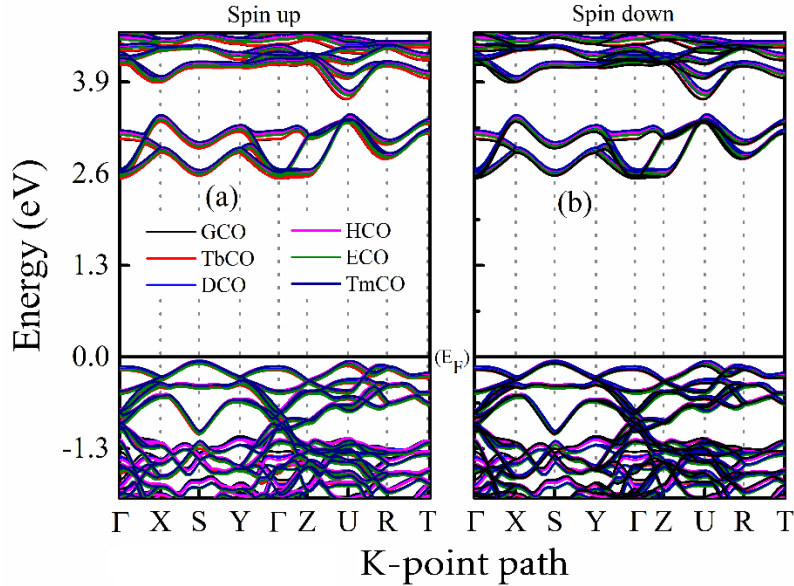 Spin up
Spin down
Energy (eV)
3.9
2.6
1.3
0.0
-1.3
(a)
(b)
GCO
HCO
TbCO
ECO
DCO
TmCO
(E_F)
Γ X S Y Γ Z U R T
Γ X S Y Γ Z U R T
K-point path